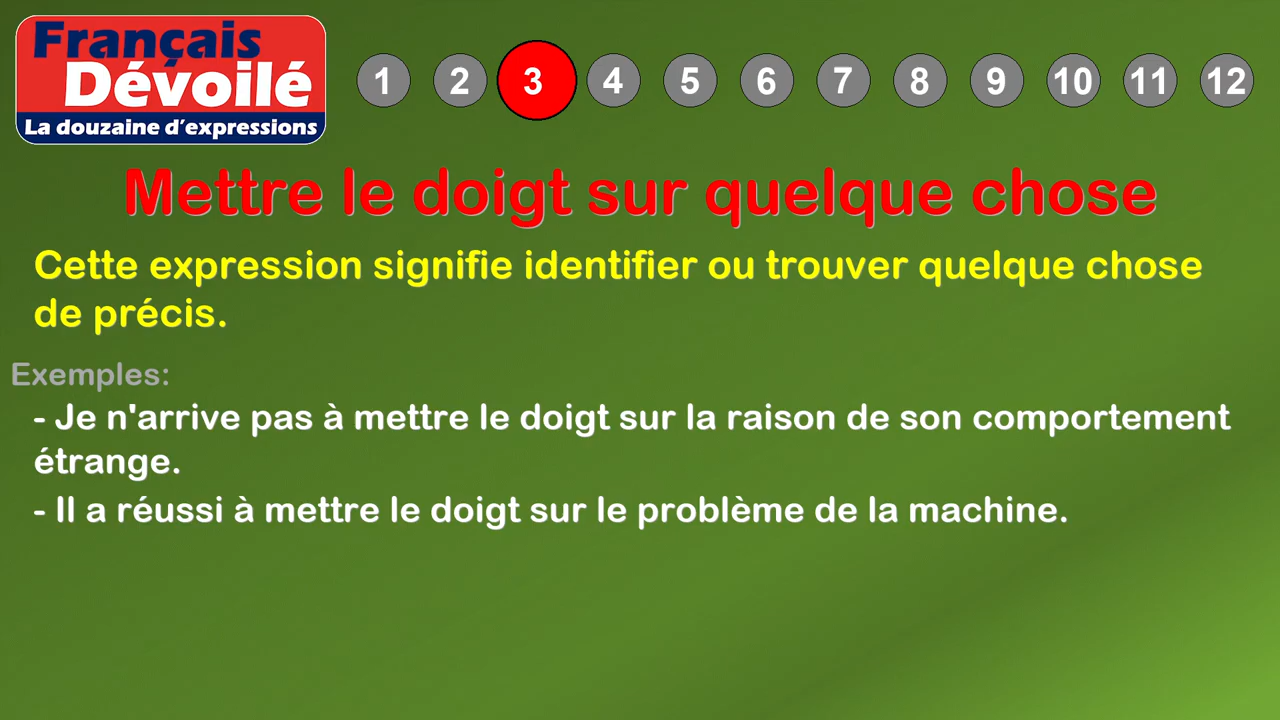 Français
Dévoilé
La douzaine d'expressions
1 2 3 4 5 6 7 8 9 10 11 12
Mettre le doigt sur quelque chose
Cette expression signifie identifier ou trouver quelque chose
de précis.
Exemples:
- Je n'arrive pas à mettre le doigt sur la raison de son comportement
étrange.
- Il a réussi à mettre le doigt sur le problème de la machine.